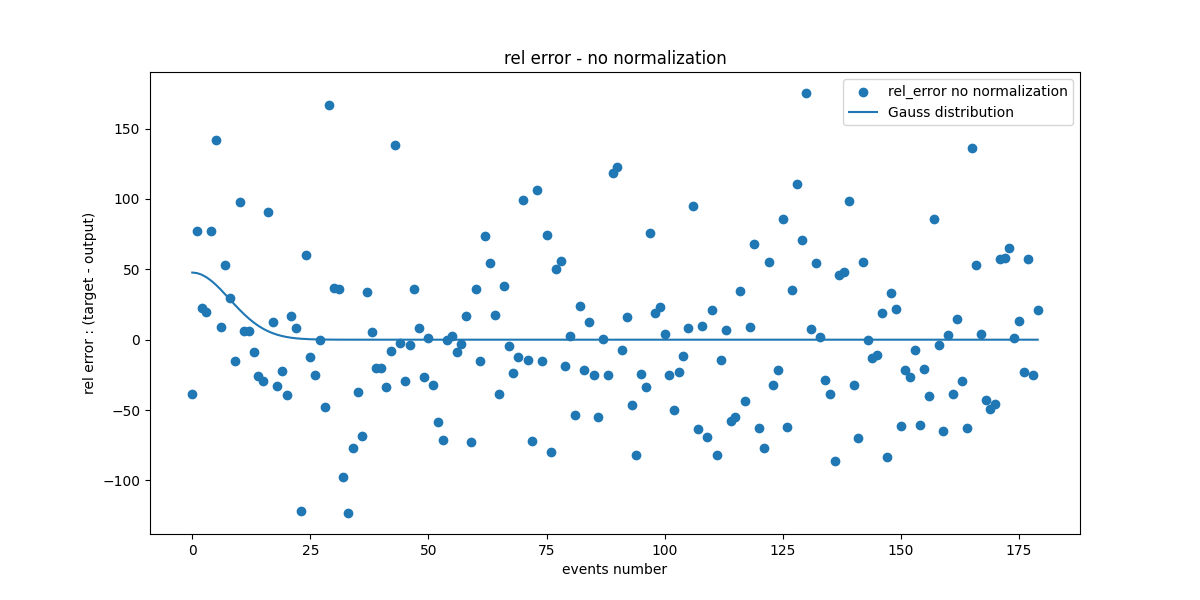 rel error - no normalization
rel_error no normalization
Gauss distribution
rel error : (target - output)
150
100
50
0
−50
−100
0
25
50
75
100
125
150
175
events number